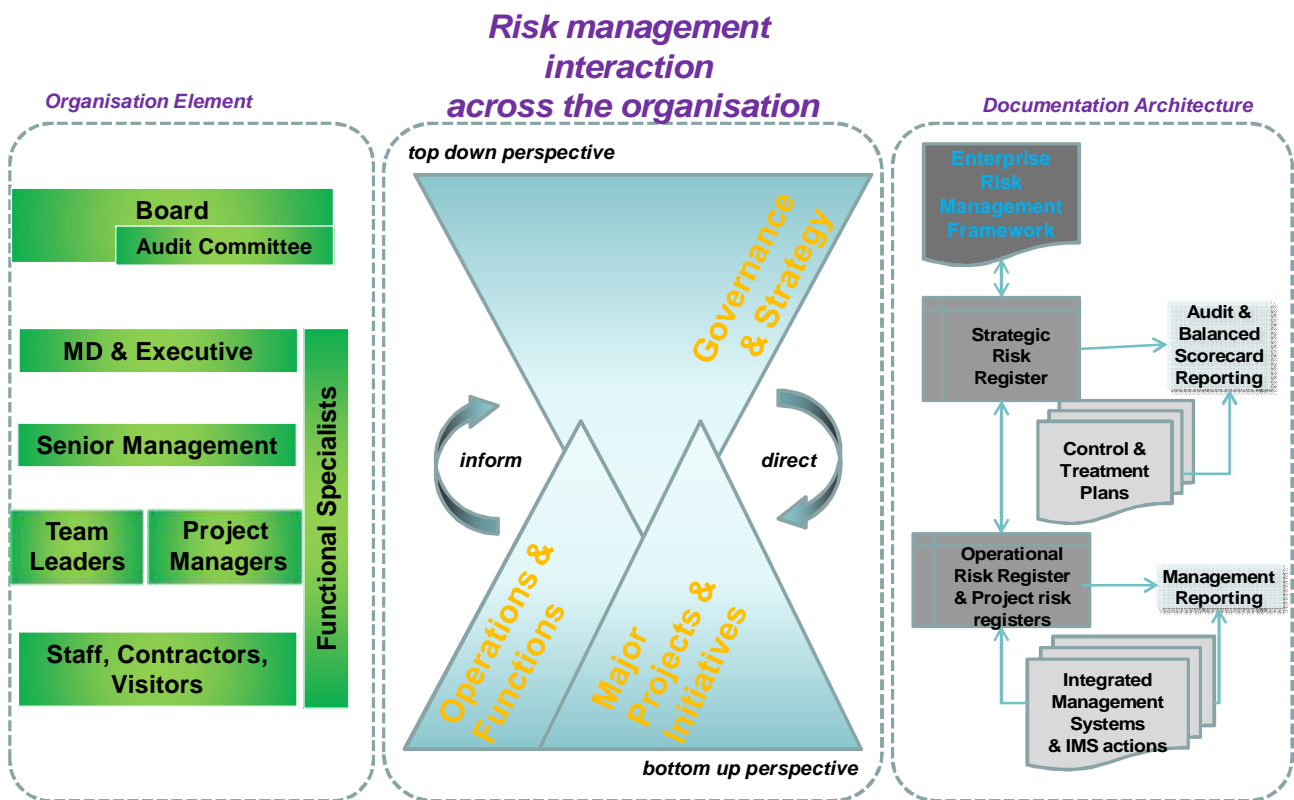 Risk management
interaction
across the organisation
Organisation Element
Board
Audit Committee
MD & Executive
Senior Management
Team
Leaders
Project
Managers
Staff, Contractors,
Visitors
Functional Specialists
top down perspective
Governance
& Strategy
inform
direct
Operations &
Functions
Major
Projects &
Initiatives
bottom up perspective
Documentation Architecture
Enterprise
Risk
Management
Framework
Strategic
Risk
Register
Audit &
Balanced
Scorecard
Reporting
Control &
Treatment
Plans
Operational
Risk Register
& Project risk
registers
Management
Reporting
Integrated
Management
Systems
& IMS actions